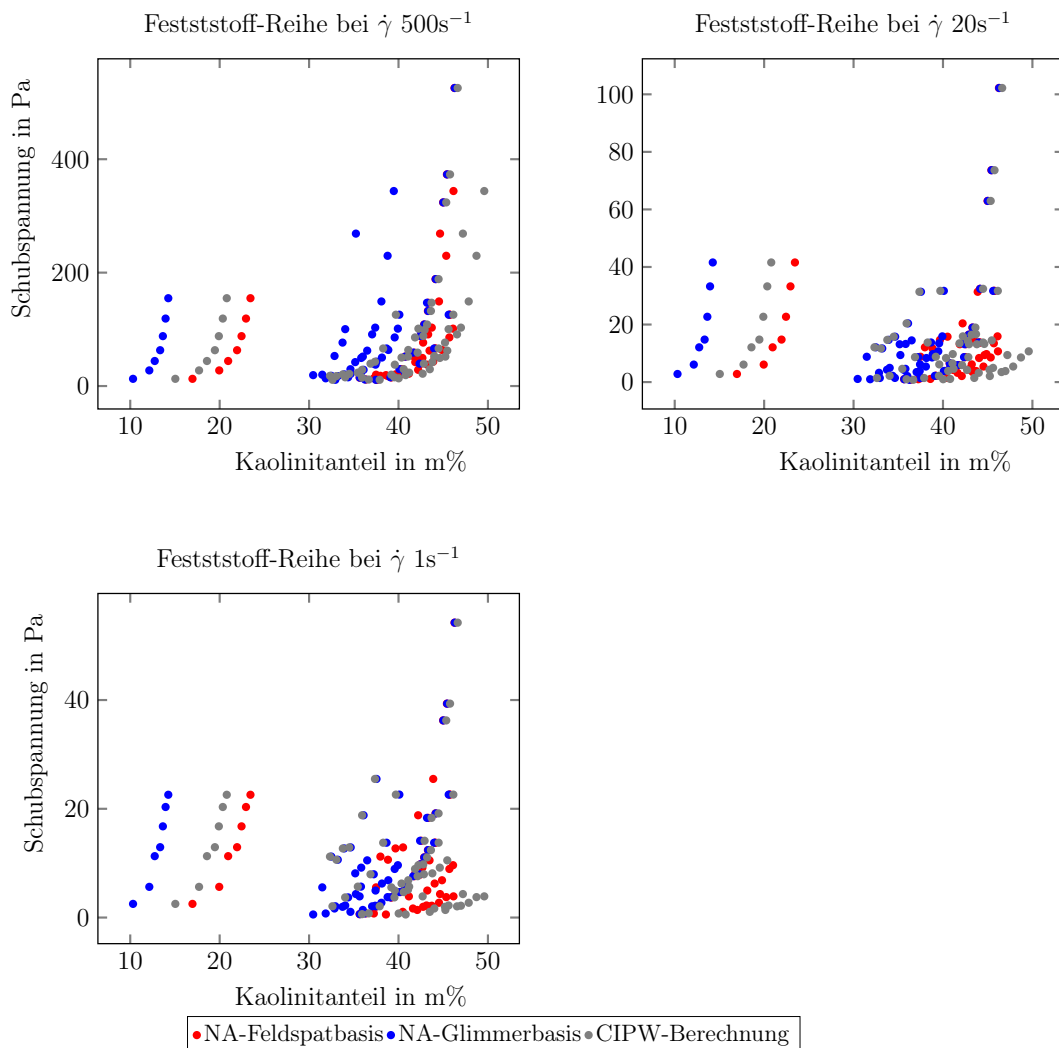 Festststoff-Reihe bei γ̇ 500s⁻¹
Schubspannung in Pa
400
200
0
10 20 30 40 50
Kaolinitanteil in m%
Festststoff-Reihe bei γ̇ 20s⁻¹
100
80
60
40
20
0
10 20 30 40 50
Kaolinitanteil in m%
Festststoff-Reihe bei γ̇ 1s⁻¹
Schubspannung in Pa
40
20
0
10 20 30 40 50
Kaolinitanteil in m%
NA-Feldspatbasis NA-Glimmerbasis CIPW-Berechnung